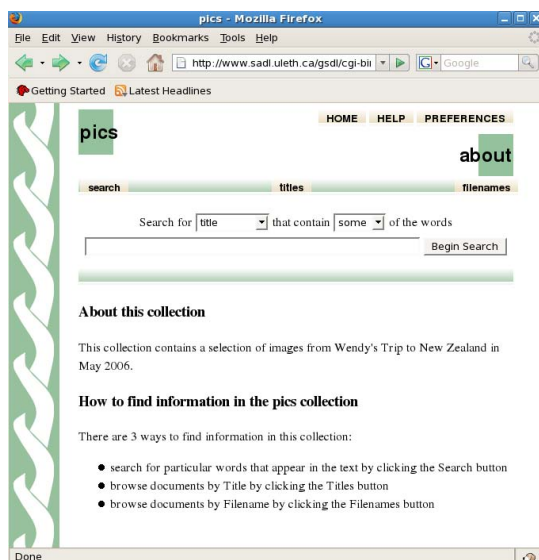 pics - Mozilla Firefox
File Edit View History Bookmarks Tools Help
http://www.sadl.uleth.ca/gsdl/cgi-bi
G Google
Getting Started Latest Headlines
HOME HELP PREFERENCES
pics
about
search titles filenames
Search for title that contain some of the words
Begin Search
About this collection
This collection contains a selection of images from Wendy's Trip to New Zealand in
May 2006.
How to find information in the pics collection
There are 3 ways to find information in this collection:
● search for particular words that appear in the text by clicking the Search button
● browse documents by Title by clicking the Titles button
● browse documents by Filename by clicking the Filenames button
Done